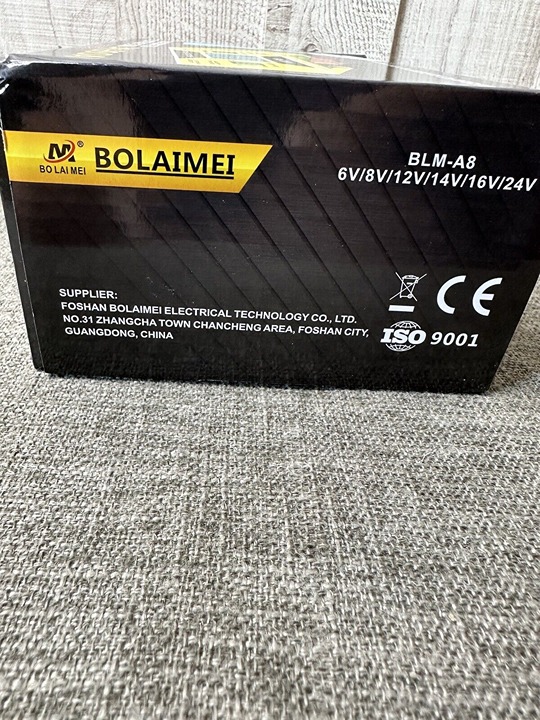 M®
BO LAI MEI
BOLAIMEI
BLM-A8
6V/8V/12V/14V/16V/24V
SUPPLIER:
FOSHAN BOLAIMEI ELECTRICAL TECHNOLOGY CO., LTD.
NO.31 ZHANGCHA TOWN CHANCHENG AREA, FOSHAN CITY,
GUANGDONG, CHINA
CE
ISO 9001